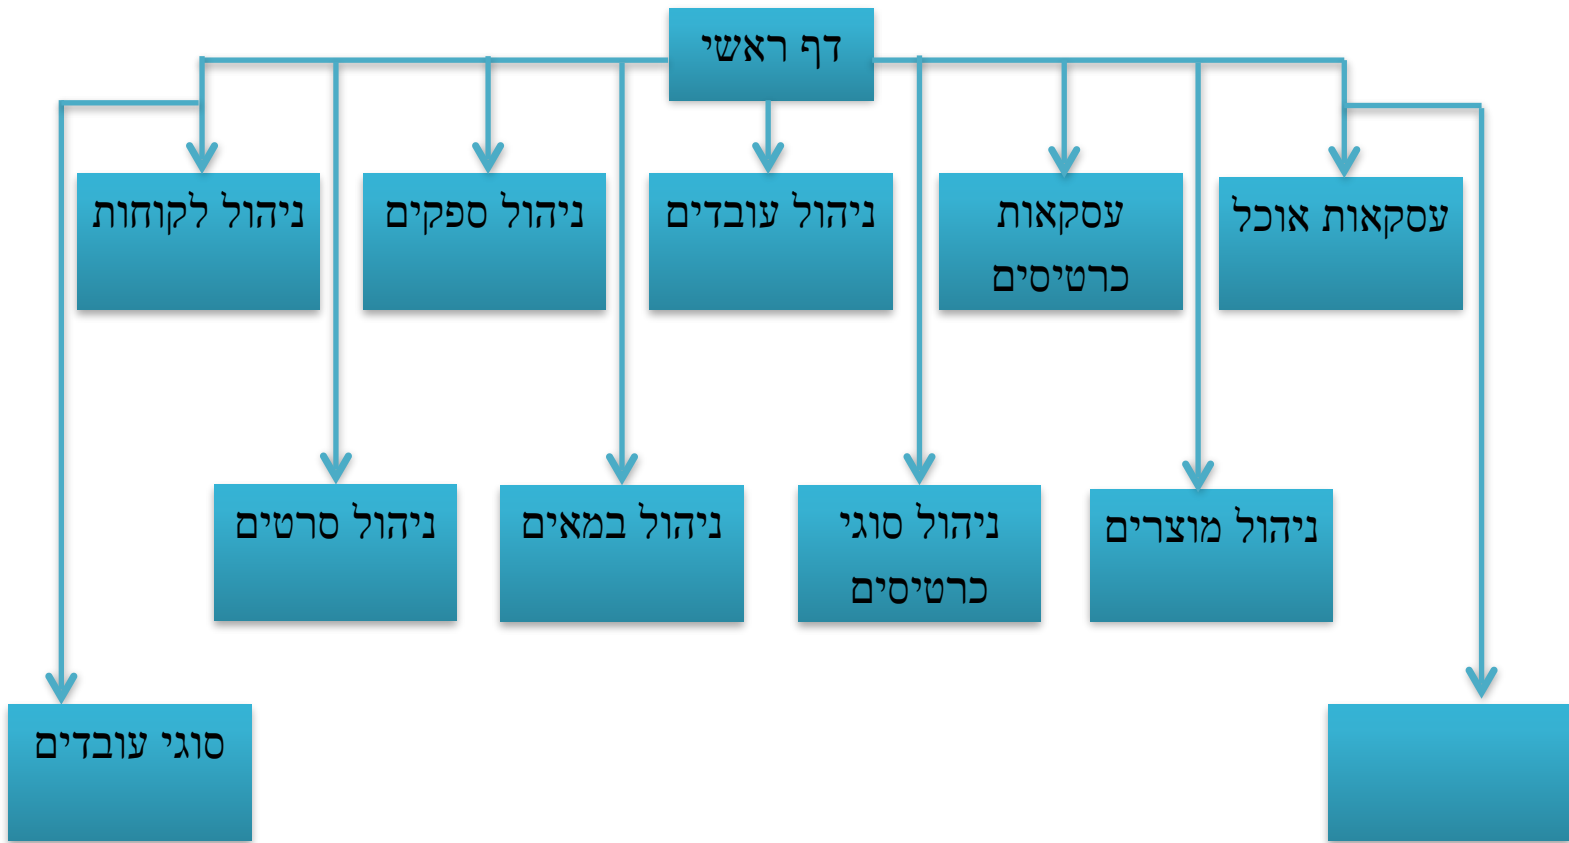 דף ראשי
עסקאות אוכל
עסקאות
כרטיסים
ניהול עובדים
ניהול ספקים
ניהול לקוחות
ניהול מוצרים
ניהול סוגי
כרטיסים
ניהול במאים
ניהול סרטים
סוגי עובדים